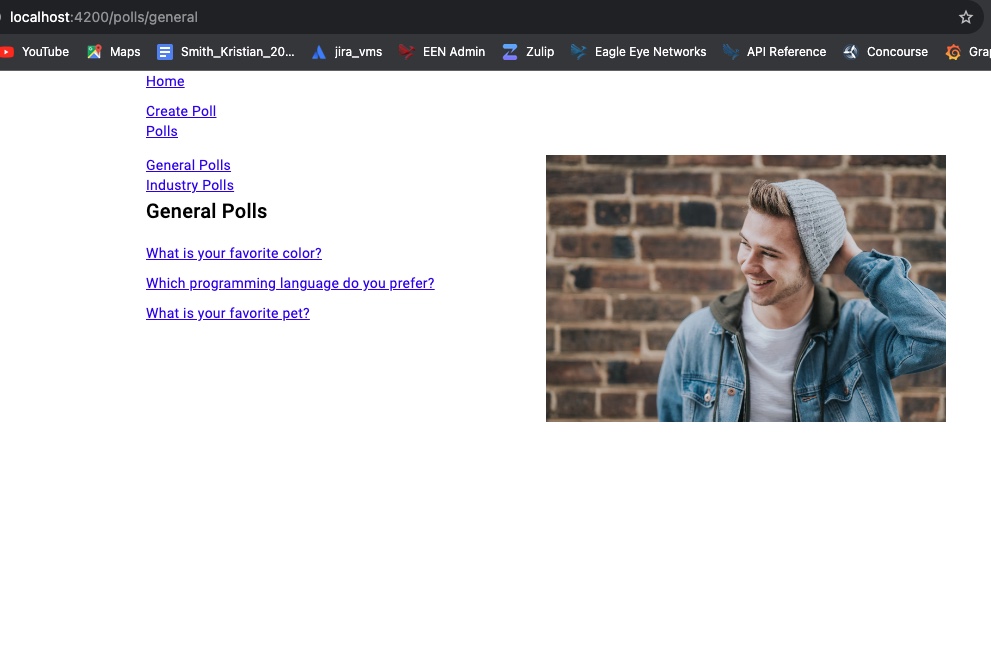 localhost:4200/polls/general
YouTube Maps Smith_Kristian_20... jira_vms EEN Admin Zulip Eagle Eye Networks API Reference Concourse Gra
Home
Create Poll
Polls
General Polls
Industry Polls
General Polls
What is your favorite color?
Which programming language do you prefer?
What is your favorite pet?